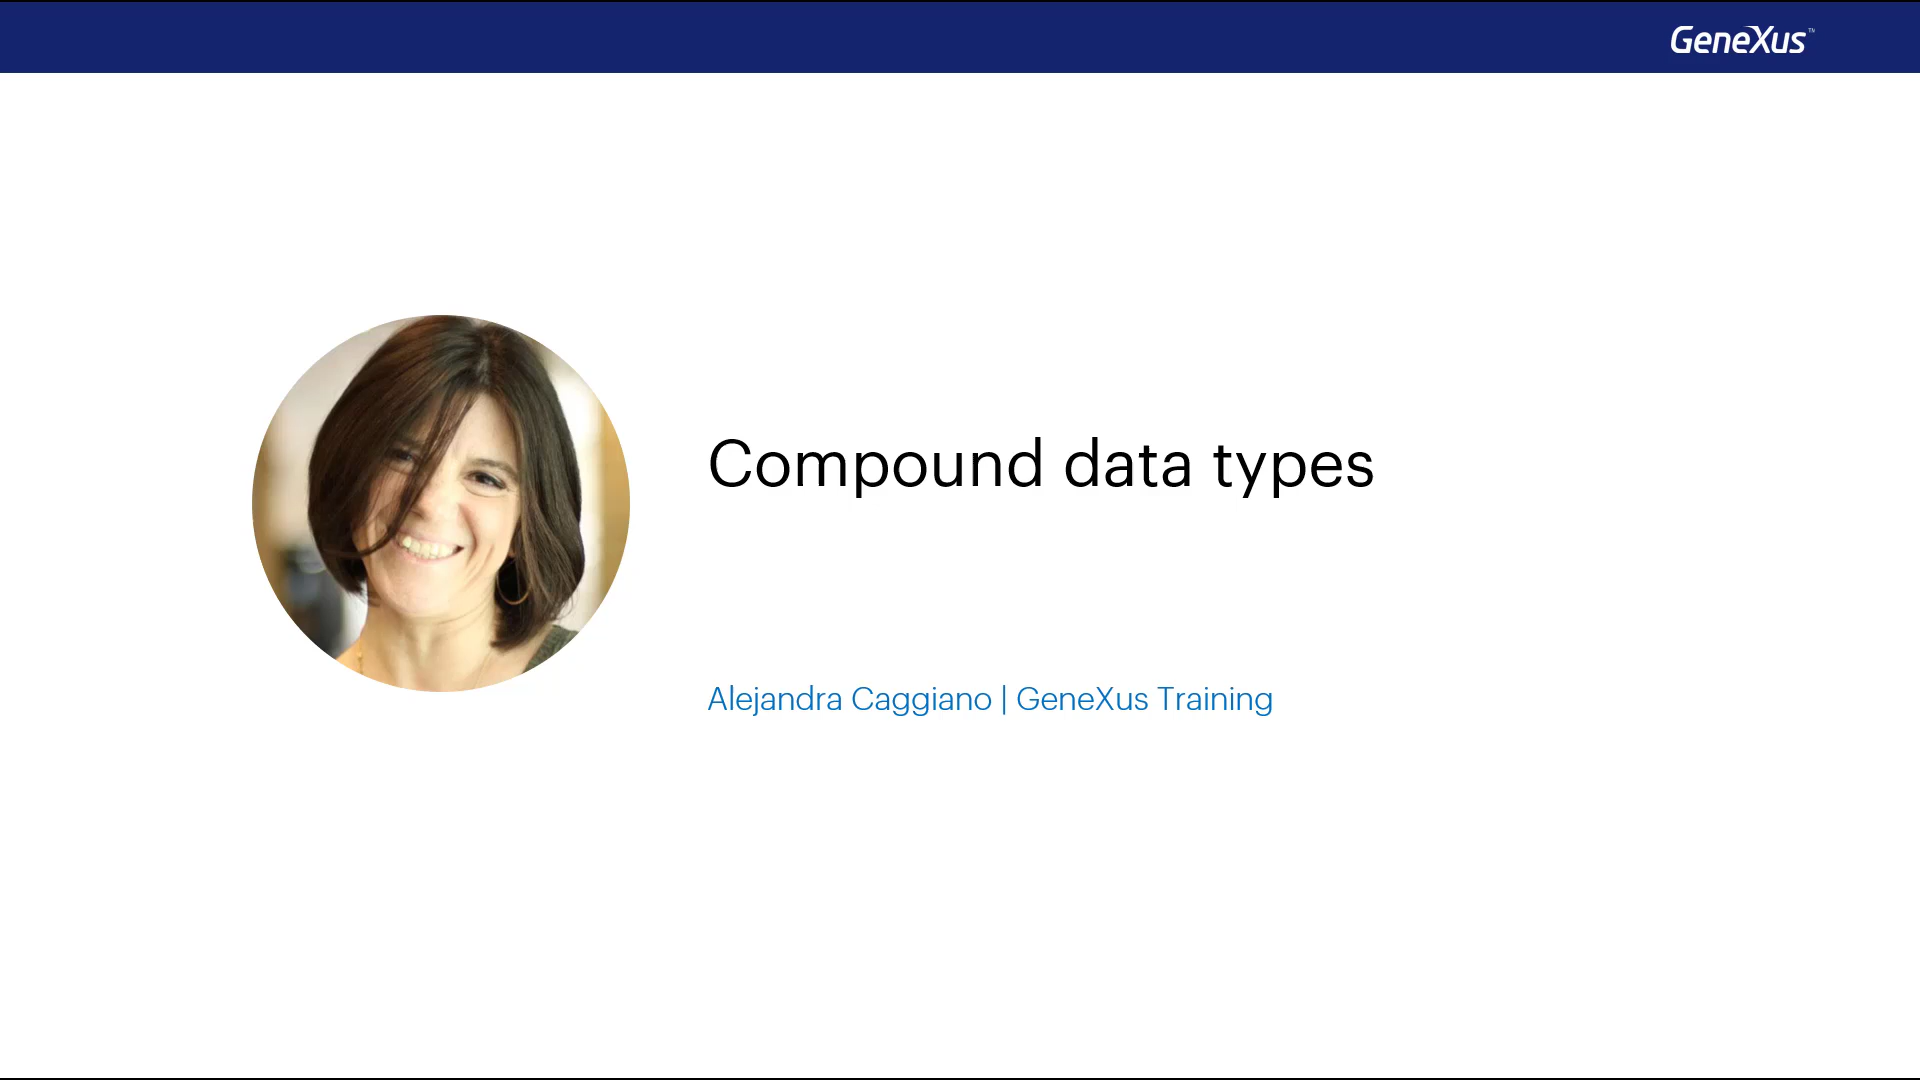 GeneXus™
Compound data types
Alejandra Caggiano | GeneXus Training